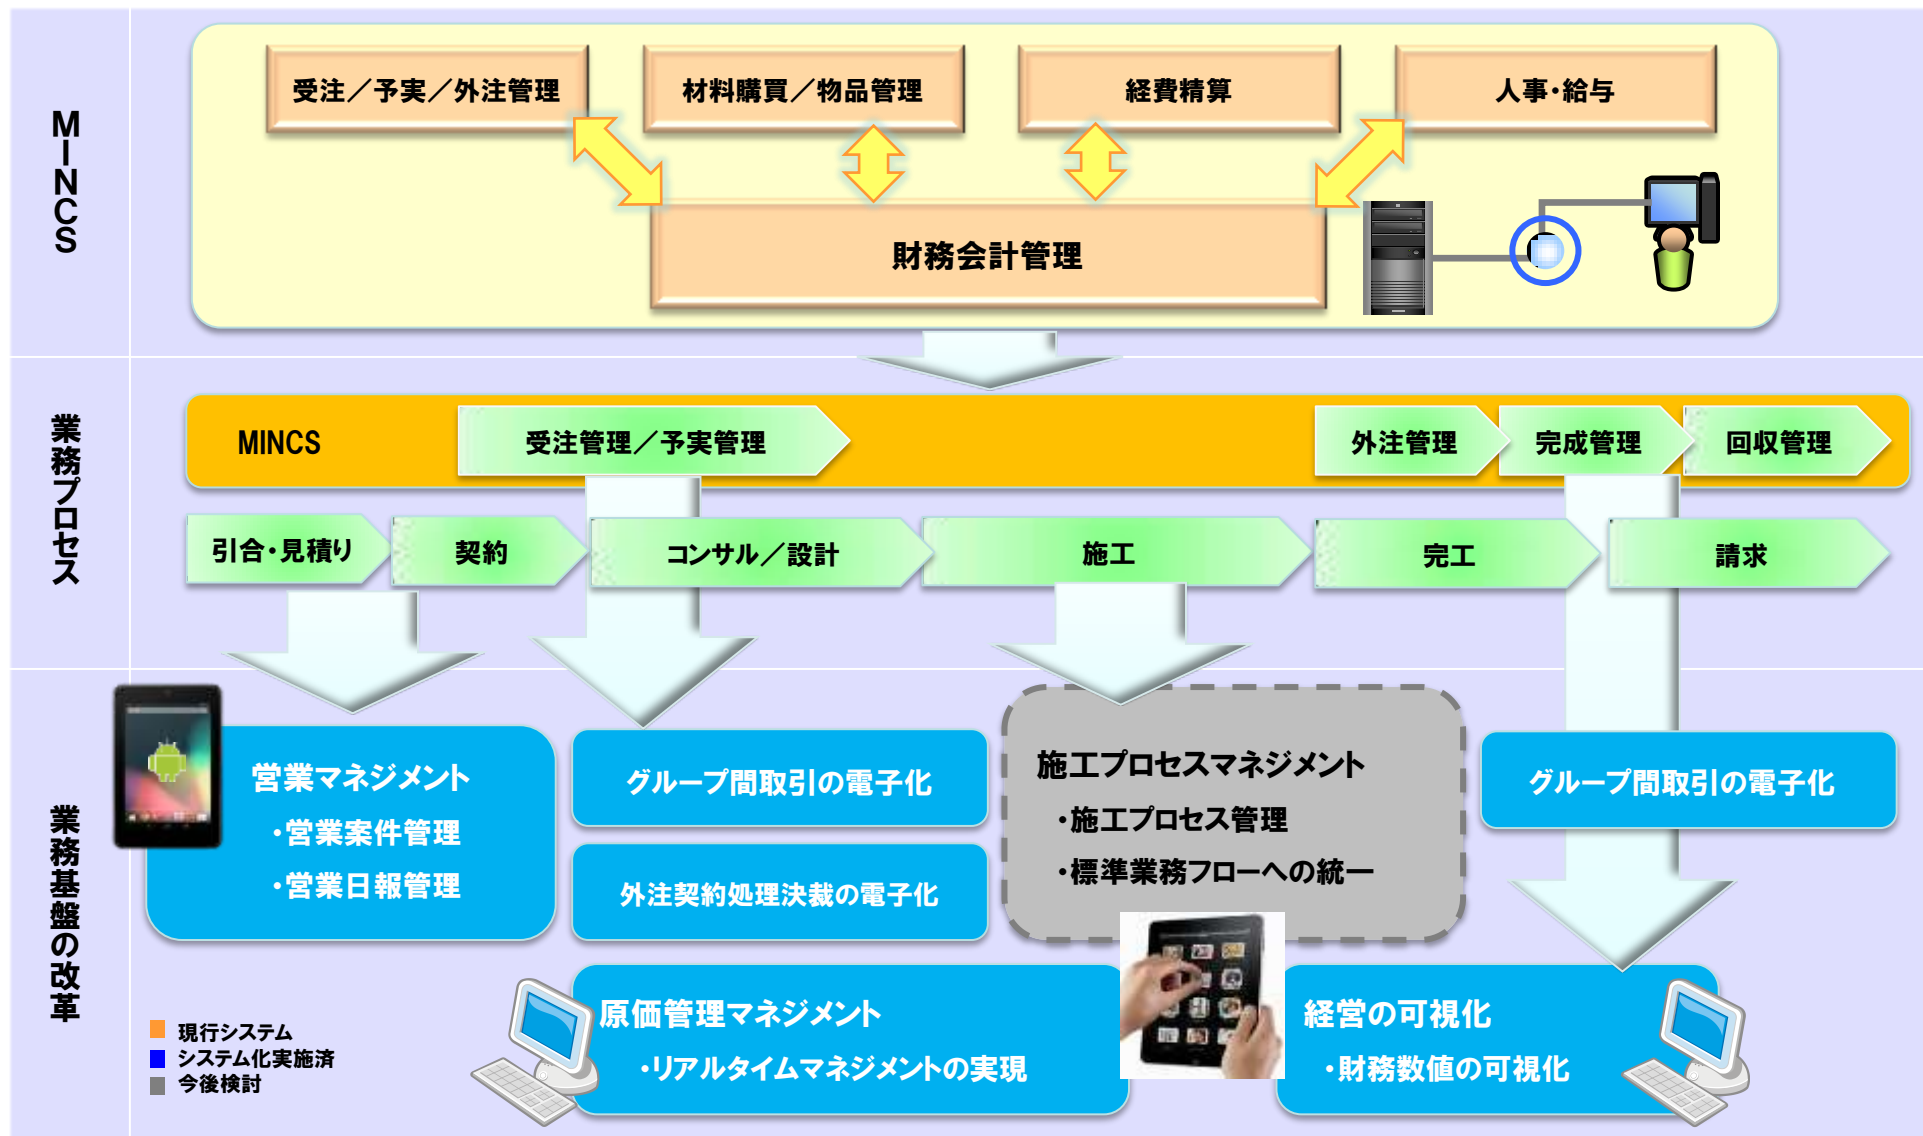 MINCS
受注／予実／外注管理
材料購買／物品管理
経費精算
人事・給与
財務会計管理
業務プロセス
MINCS
受注管理／予実管理
外注管理
完成管理
回収管理
引合・見積り
契約
コンサル／設計
施工
完工
請求
業務基盤の改革
営業マネジメント
・営業案件管理
・営業日報管理
グループ間取引の電子化
外注契約処理決裁の電子化
施工プロセスマネジメント
・施工プロセス管理
・標準業務フローへの統一
グループ間取引の電子化
原価管理マネジメント
・リアルタイムマネジメントの実現
経営の可視化
・財務数値の可視化
現行システム
システム化実施済
今後検討